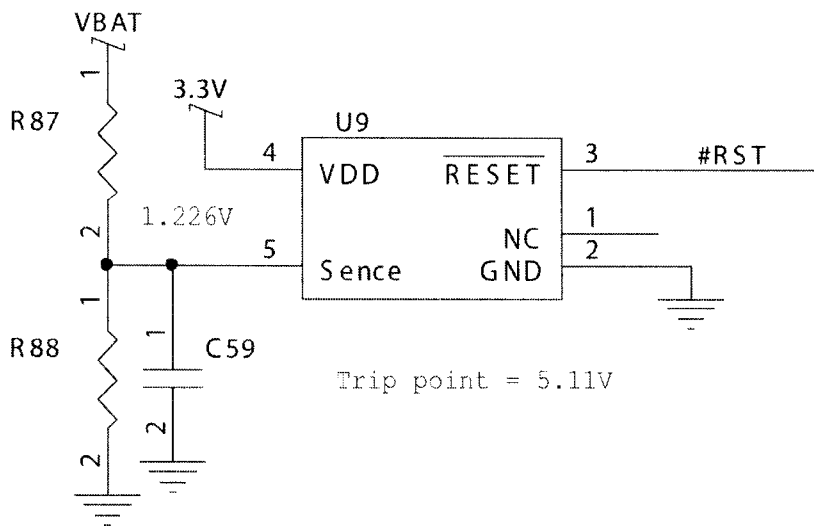 VBAT
1
R87
2
3.3V
U9
4
VDD
RESET
3
#RST
1.226V
NC
1
5
Sence
GND
2
1
R88
2
1
C59
2
Trip point = 5.11V